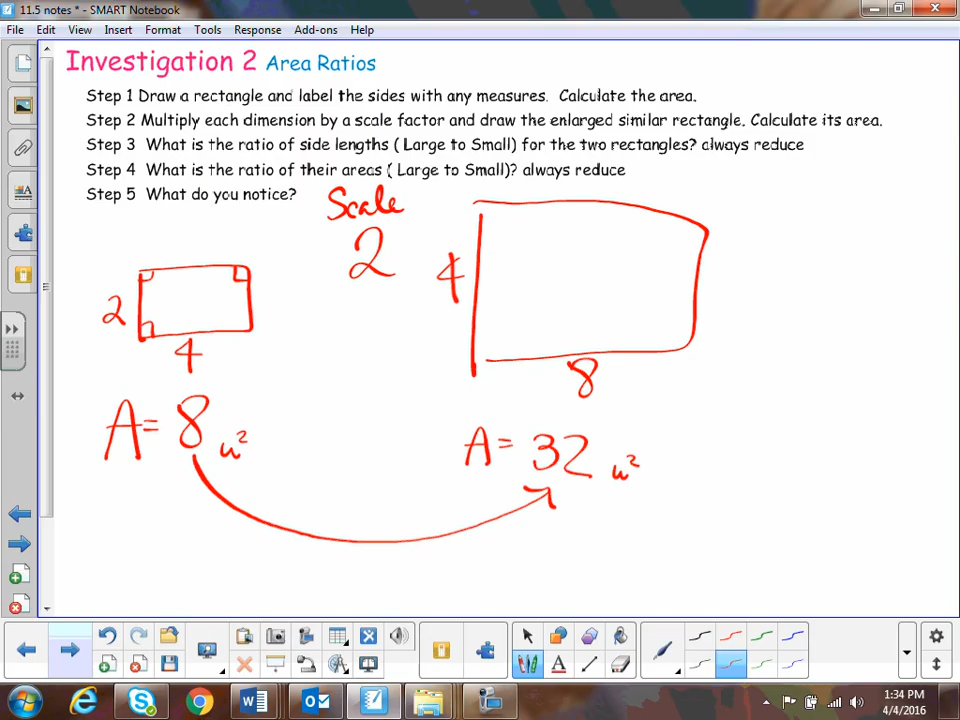 11.5 notes * - SMART Notebook
File Edit View Insert Format Tools Response Add-ons Help
Investigation 2 Area Ratios
Step 1 Draw a rectangle and label the sides with any measures. Calculate the area.
Step 2 Multiply each dimension by a scale factor and draw the enlarged similar rectangle. Calculate its area.
Step 3 What is the ratio of side lengths ( Large to Small) for the two rectangles? always reduce
Step 4 What is the ratio of their areas ( Large to Small)? always reduce
Step 5 What do you notice?
Scale
2
4
2
4
8
A = 8 u²
A = 32 u²
1:34 PM
4/4/2016